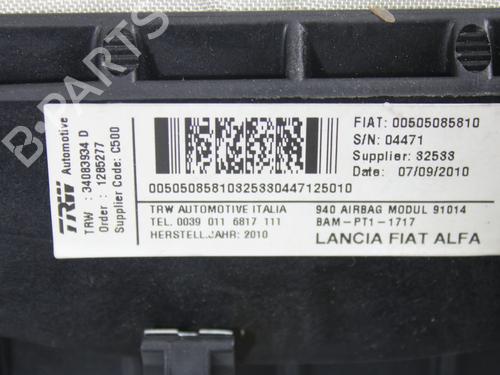 TRW Automotive
TRW : 34083934 D
Order : 1285277
Supplier Code: C500
00505085810325330447125010
FIAT: 00505085810
S/N: 04471
Supplier: 32533
Date: 07/09/2010
TRW AUTOMOTIVE ITALIA
TEL. 0039 011 6817 111
HERSTELL.JAHR: 2010
940 AIRBAG MODUL 91014
BAM-PT1-1717
LANCIA FIAT ALFA
B-PARTS